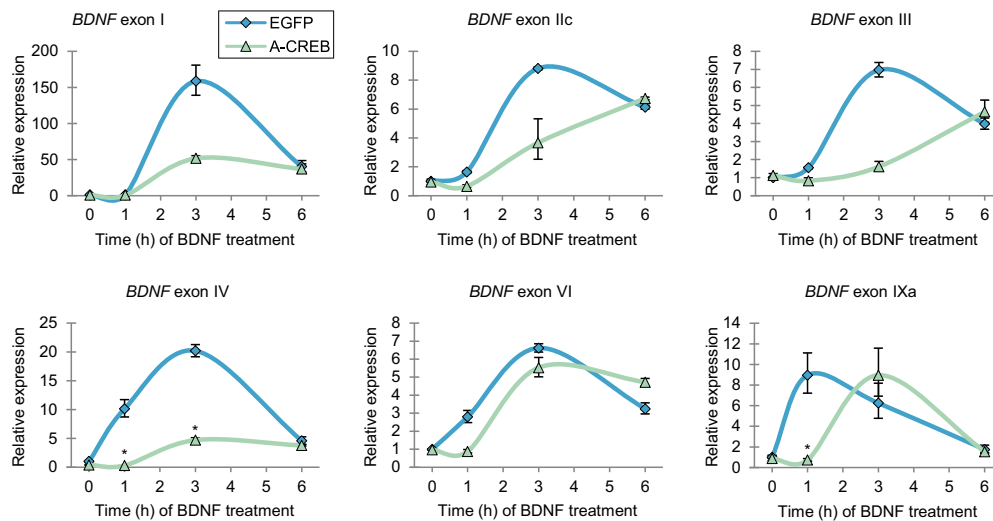 BDNF exon I
EGFP
A-CREB
Relative expression
200
150
100
50
0
0 1 2 3 4 5 6
Time (h) of BDNF treatment
BDNF exon IIc
Relative expression
10
8
6
4
2
0
0 1 2 3 4 5 6
Time (h) of BDNF treatment
BDNF exon III
Relative expression
8
7
6
5
4
3
2
1
0
0 1 2 3 4 5 6
Time (h) of BDNF treatment
BDNF exon IV
Relative expression
25
20
15
10
5
0
*
*
0 1 2 3 4 5 6
Time (h) of BDNF treatment
BDNF exon VI
Relative expression
8
7
6
5
4
3
2
1
0
0 1 2 3 4 5 6
Time (h) of BDNF treatment
BDNF exon IXa
Relative expression
14
12
10
8
6
4
2
0
*
0 1 2 3 4 5 6
Time (h) of BDNF treatment